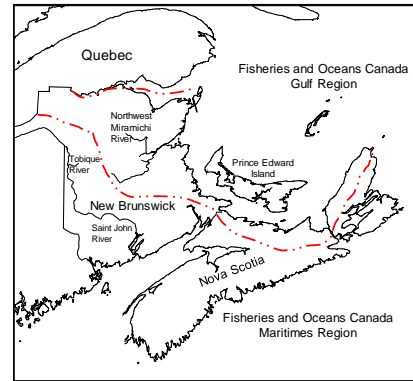 Quebec
Fisheries and Oceans Canada
Gulf Region
Northwest
Miramichi
River
Tobique
River
Prince Edward
Island
New Brunswick
Saint John
River
Nova Scotia
Fisheries and Oceans Canada
Maritimes Region